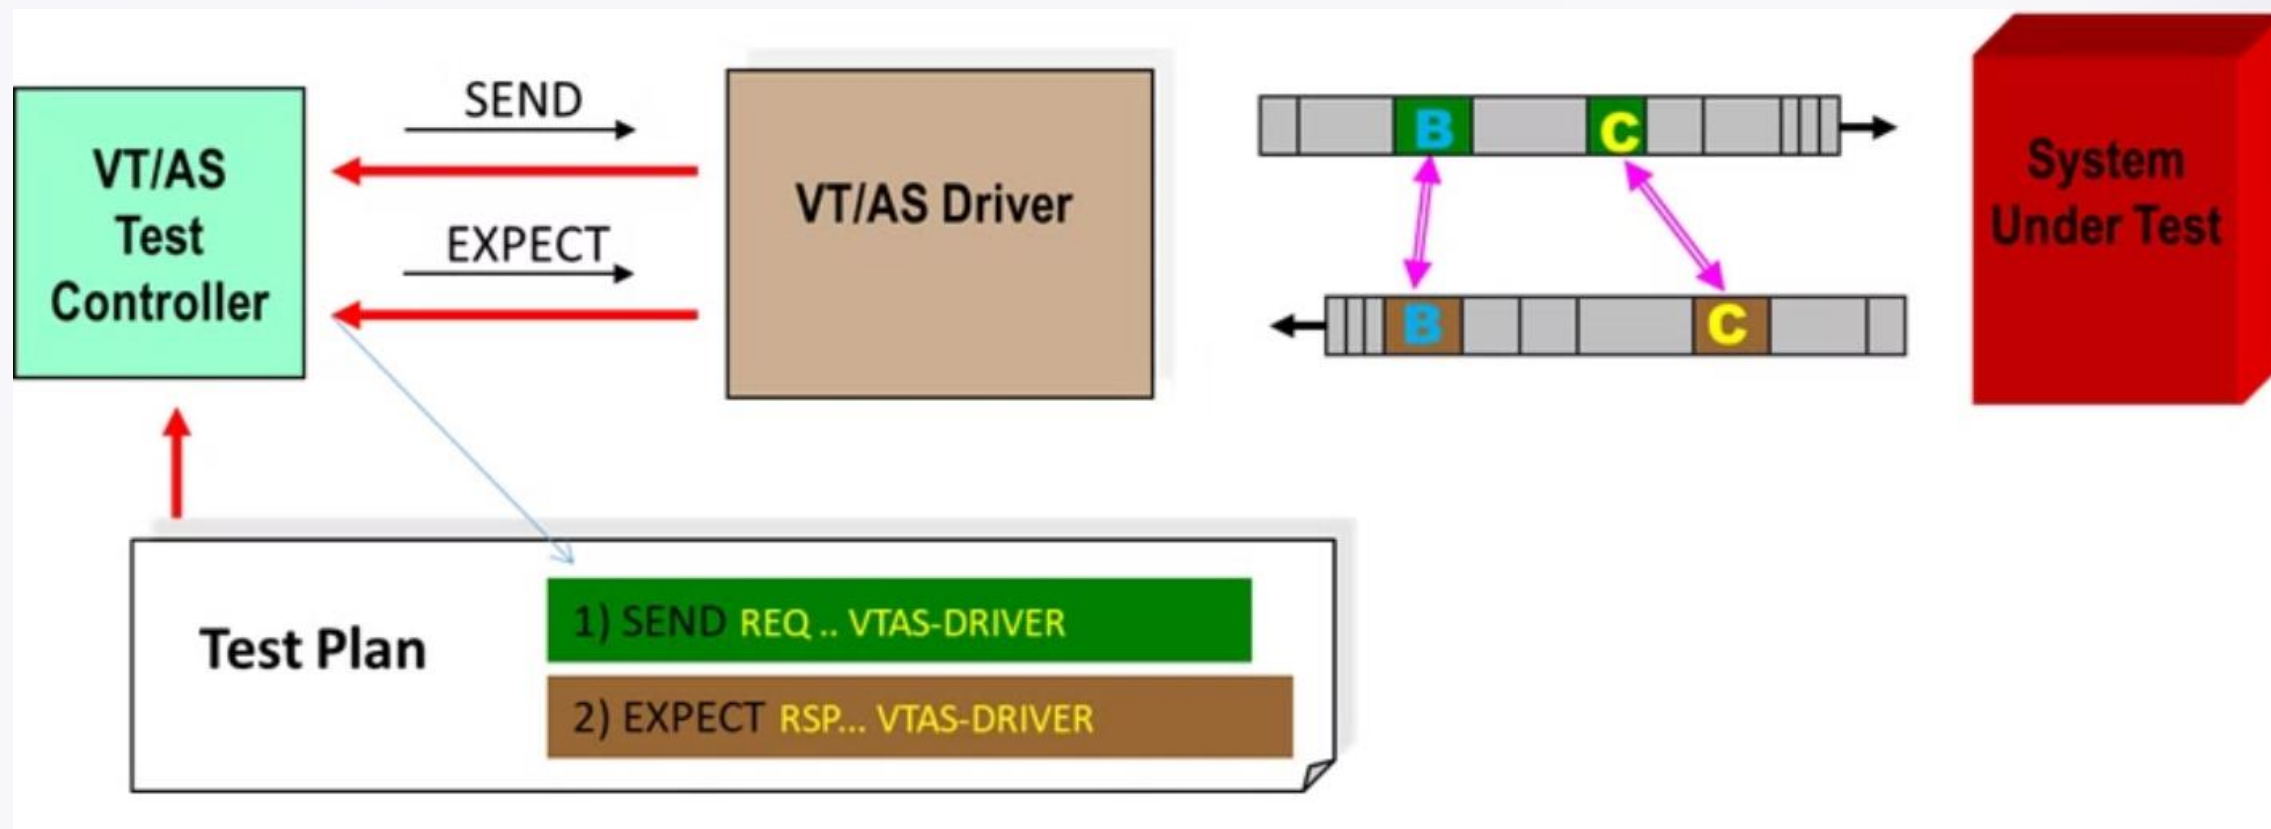 VT/AS
Test
Controller
SEND
EXPECT
VT/AS Driver
B
C
B
C
System
Under Test
Test Plan
1) SEND REQ .. VTAS-DRIVER
2) EXPECT RSP... VTAS-DRIVER